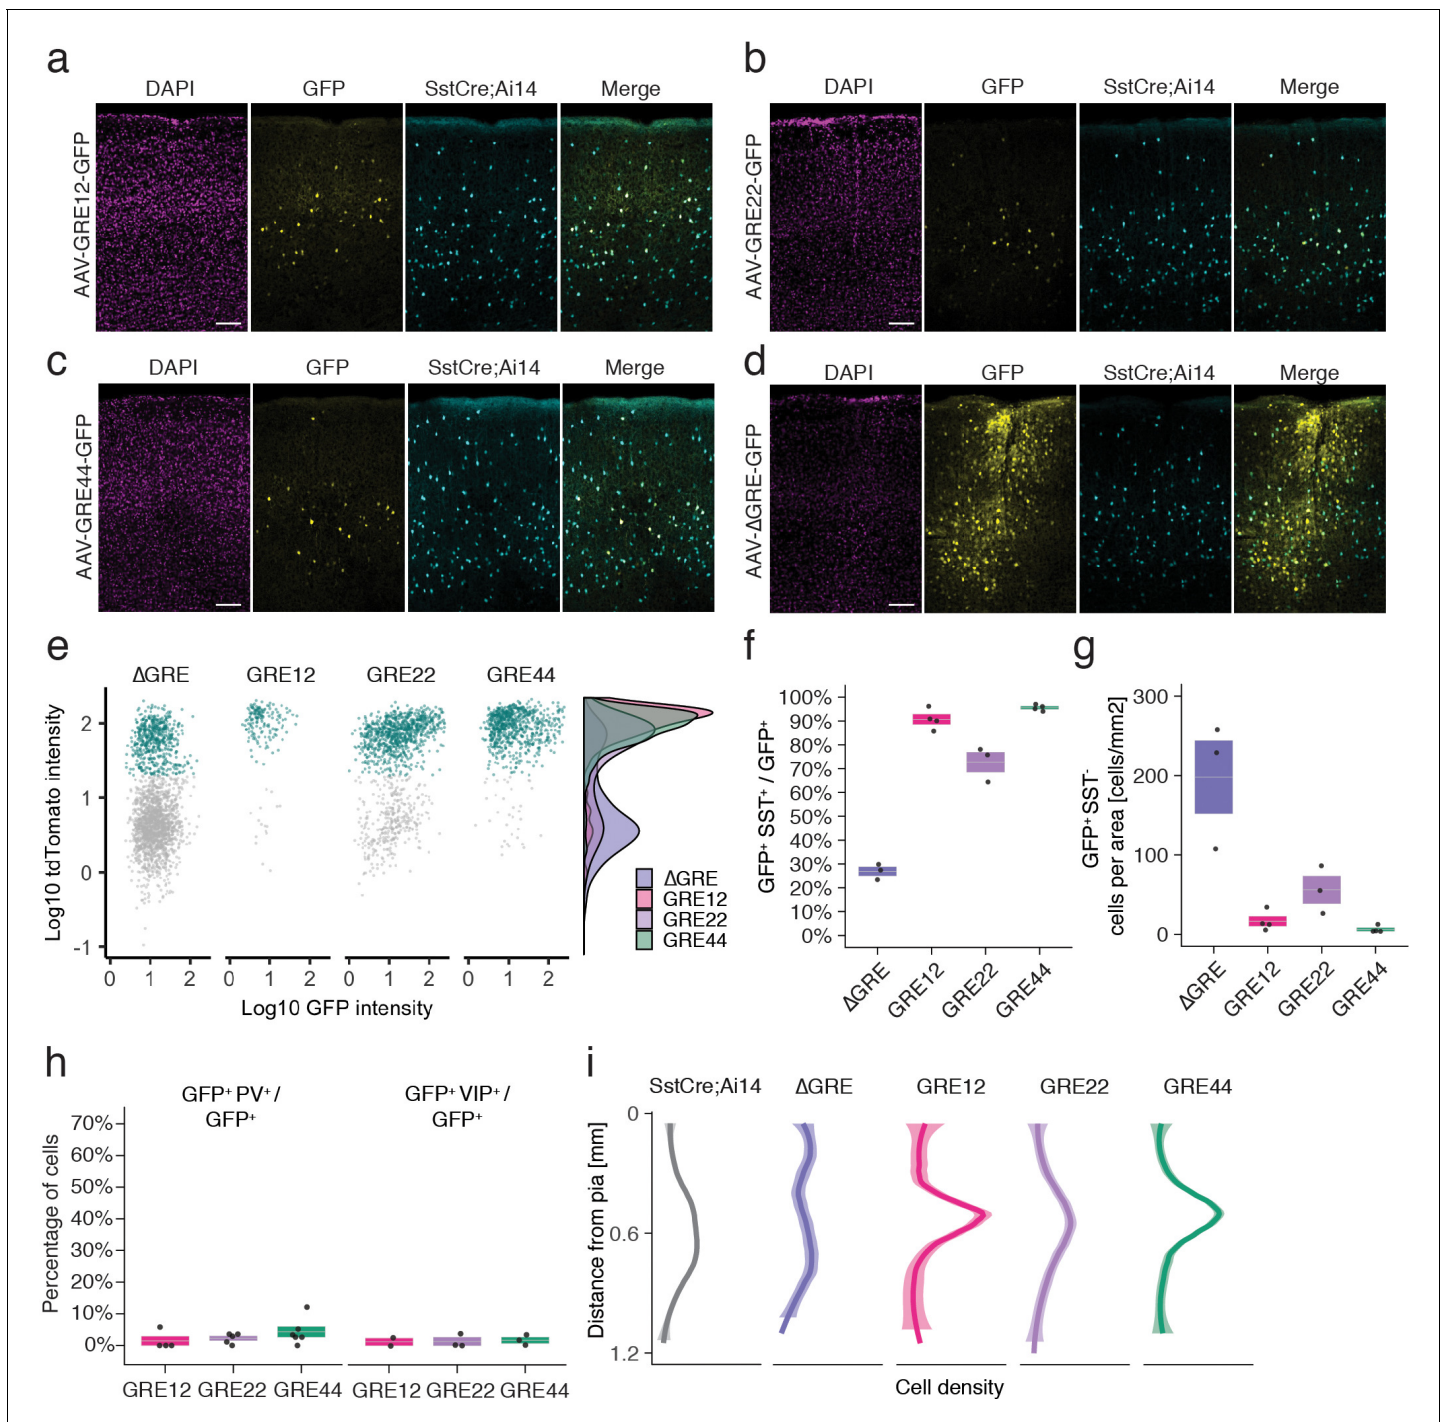 a
DAPI GFP SstCre;Ai14 Merge
AAV-GRE12-GFP
b
DAPI GFP SstCre;Ai14 Merge
AAV-GRE22-GFP
c
DAPI GFP SstCre;Ai14 Merge
AAV-GRE44-GFP
d
DAPI GFP SstCre;Ai14 Merge
AAV-ΔGRE-GFP
e
ΔGRE GRE12 GRE22 GRE44
Log10 tdTomato intensity
2
1
0
-1
0 1 2 0 1 2 0 1 2 0 1 2
Log10 GFP intensity
ΔGRE
GRE12
GRE22
GRE44
f
GFP⁺ SST⁺ / GFP⁺
100%
90%
80%
70%
60%
50%
40%
30%
20%
10%
0%
ΔGRE GRE12 GRE22 GRE44
g
GFP⁺ SST⁻
cells per area [cells/mm2]
300
200
100
0
ΔGRE GRE12 GRE22 GRE44
h
GFP⁺ PV⁺ /
GFP⁺
GFP⁺ VIP⁺ /
GFP⁺
Percentage of cells
70%
60%
50%
40%
30%
20%
10%
0%
GRE12 GRE22 GRE44 GRE12 GRE22 GRE44
i
SstCre;Ai14 ΔGRE GRE12 GRE22 GRE44
Distance from pia [mm]
0
0.6
1.2
Cell density